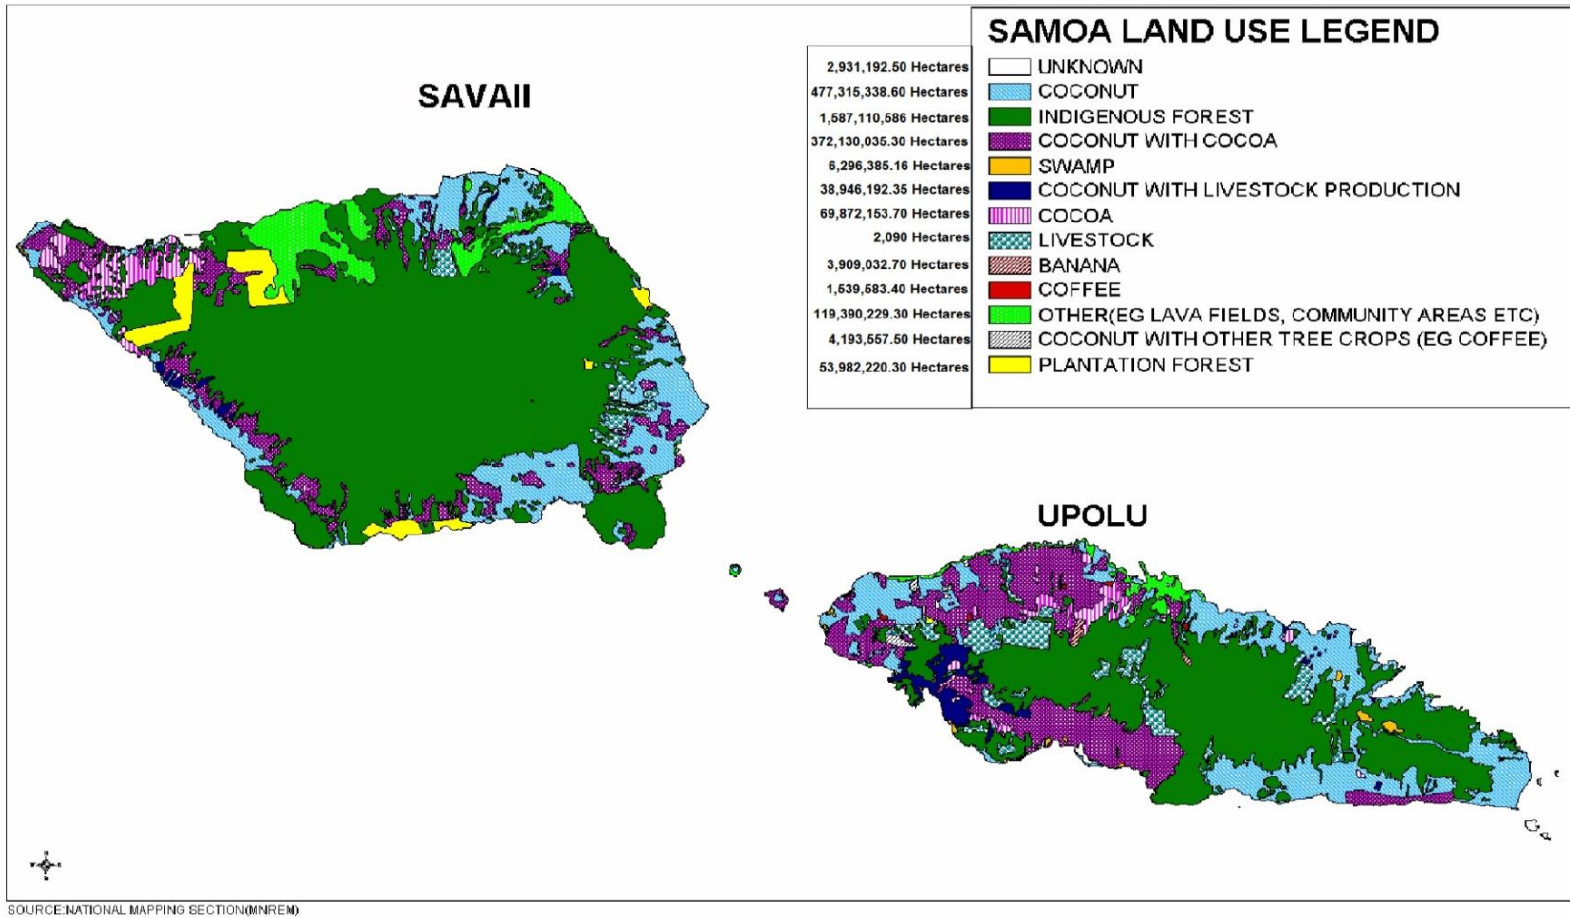 SAMOA LAND USE LEGEND
2,931,192.50 Hectares UNKNOWN
477,315,338.60 Hectares COCONUT
1,587,110,586 Hectares INDIGENOUS FOREST
372,130,035.30 Hectares COCONUT WITH COCOA
6,296,385.16 Hectares SWAMP
38,946,192.35 Hectares COCONUT WITH LIVESTOCK PRODUCTION
69,872,153.70 Hectares COCOA
2,090 Hectares LIVESTOCK
3,909,032.70 Hectares BANANA
1,539,583.40 Hectares COFFEE
119,390,229.30 Hectares OTHER(EG LAVA FIELDS, COMMUNITY AREAS ETC)
4,193,557.50 Hectares COCONUT WITH OTHER TREE CROPS (EG COFFEE)
53,982,220.30 Hectares PLANTATION FOREST
SAVAII
UPOLU
SOURCE:NATIONAL MAPPING SECTION(MNREM)